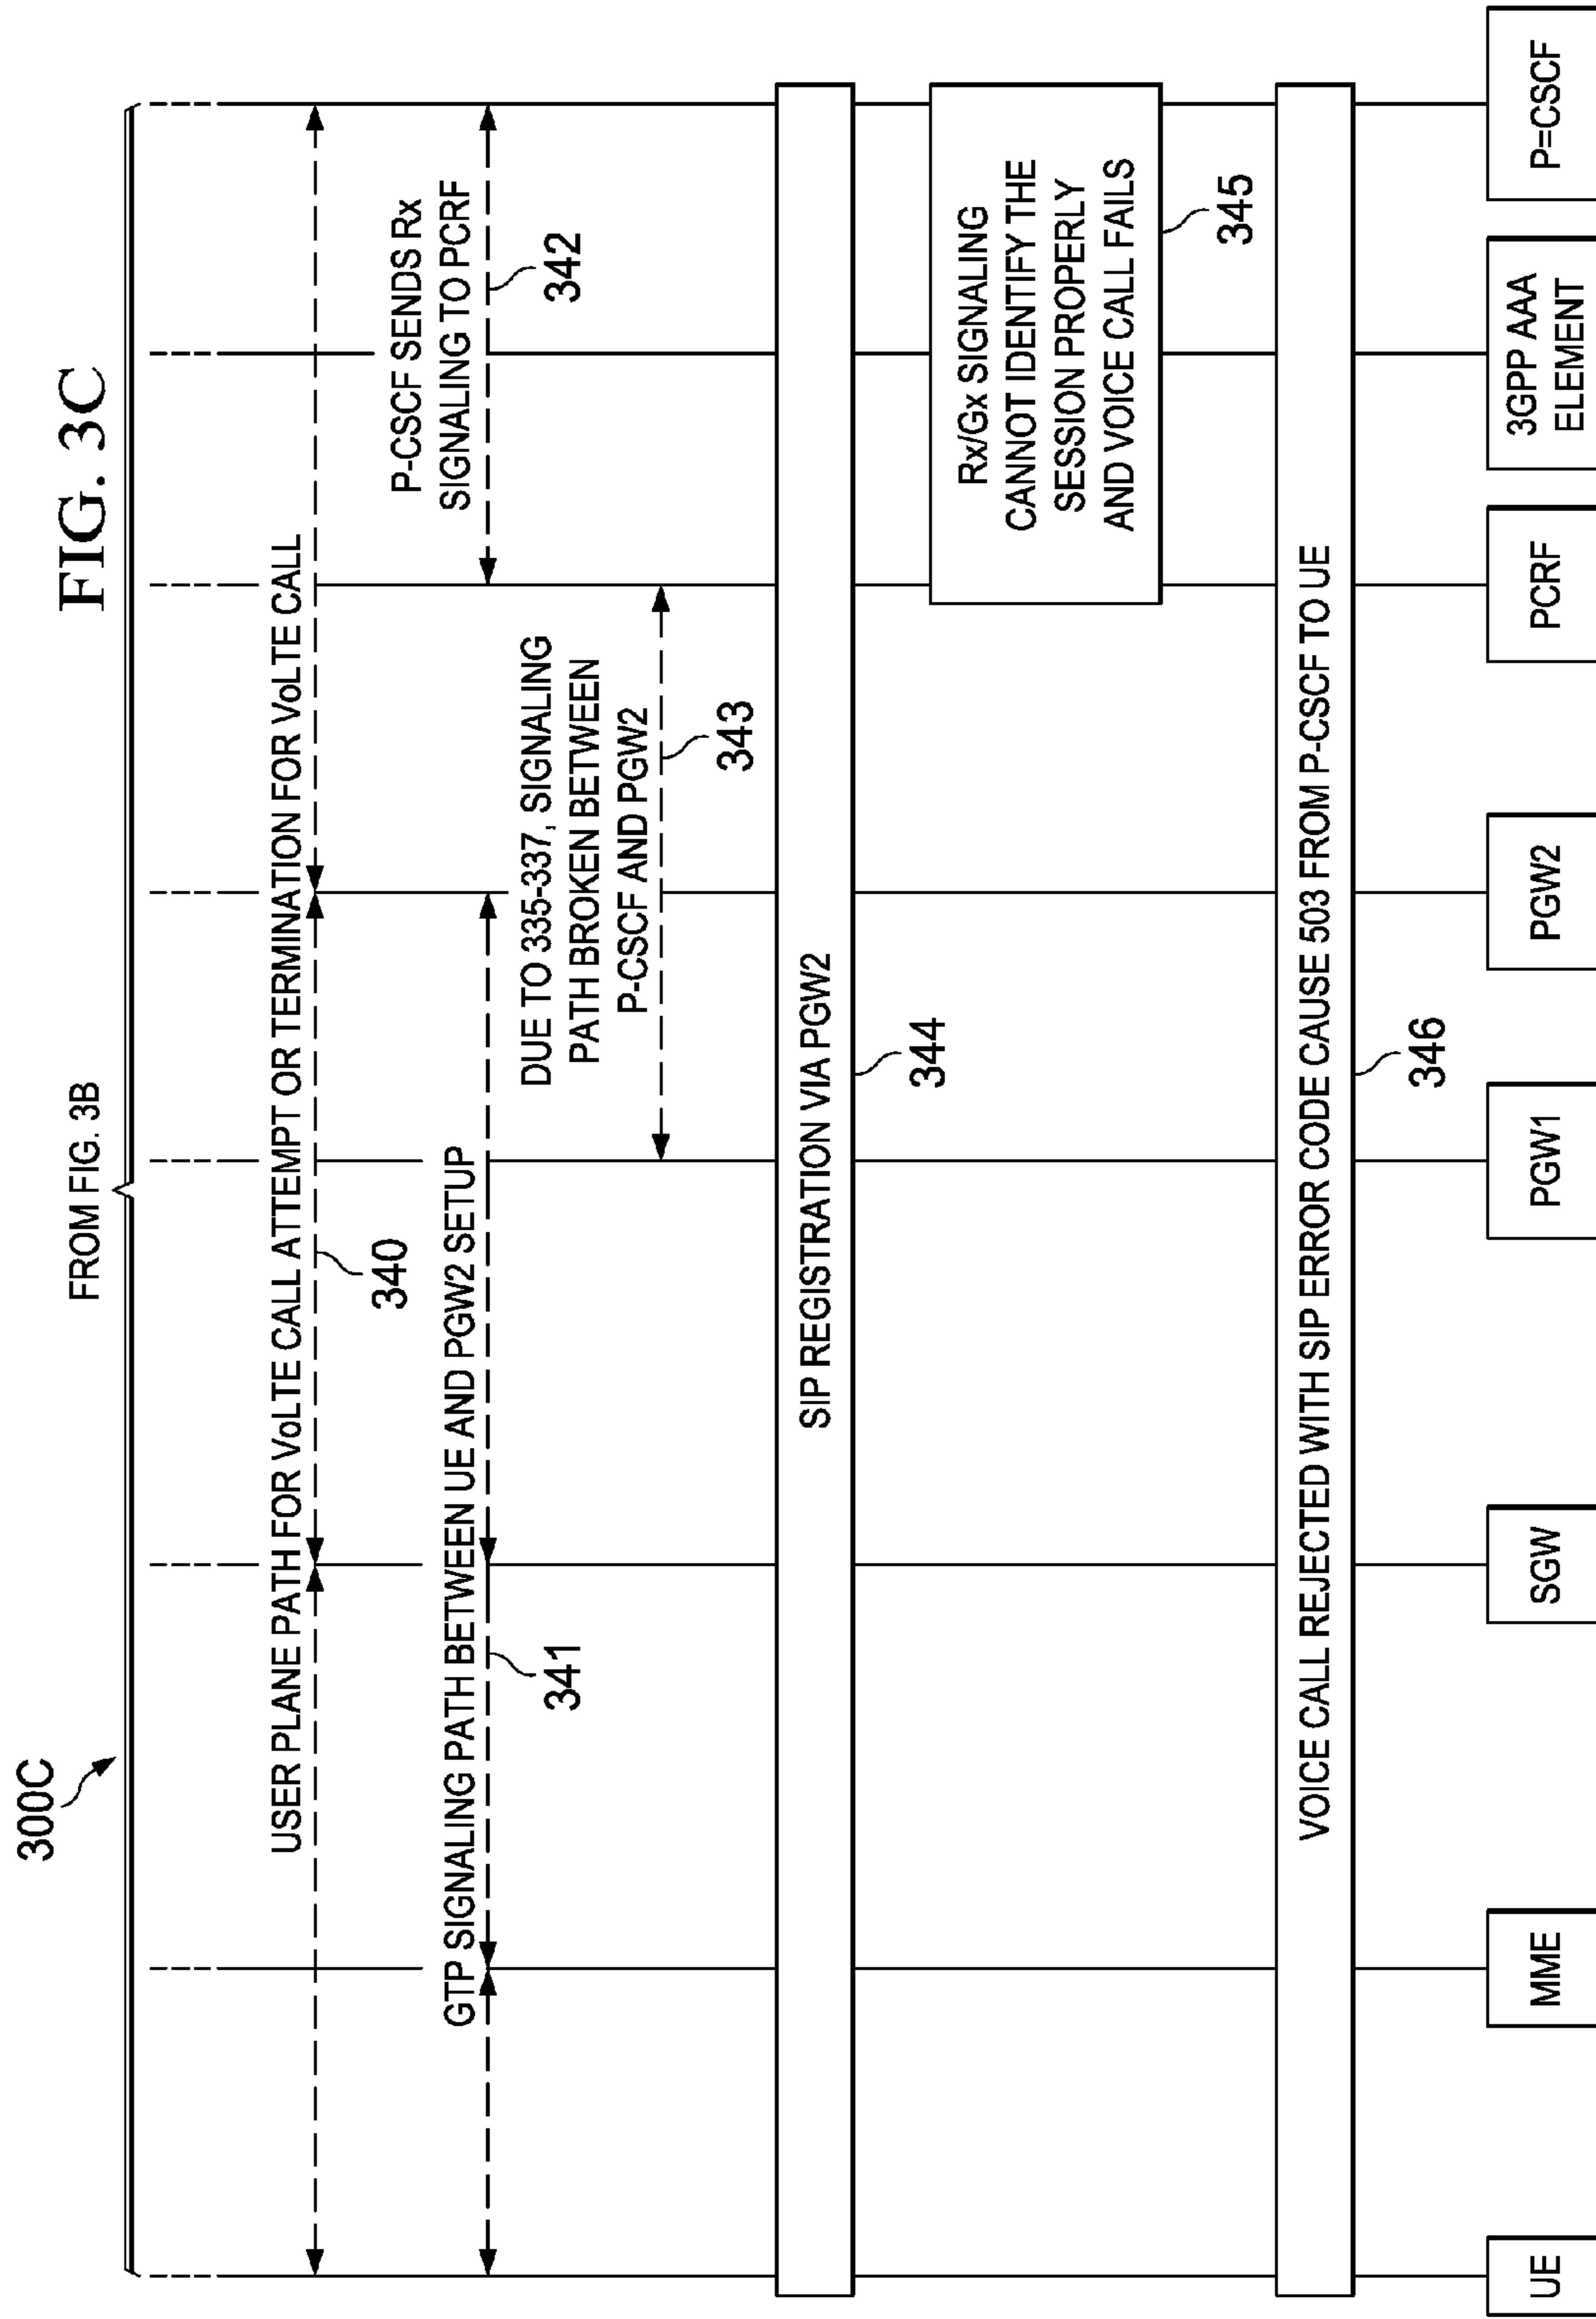 300C
FROM FIG. 3B
FIG. 3C
USER PLANE PATH FOR VoLTE CALL ATTEMPT OR TERMINATION FOR VoLTE CALL
340
P-CSCF SENDS Rx
SIGNALING TO PCRF
342
GTP SIGNALING PATH BETWEEN UE AND PGW2 SETUP
341
DUE TO 335-337, SIGNALING
PATH BROKEN BETWEEN
P-CSCF AND PGW2
343
SIP REGISTRATION VIA PGW2
344
Rx/Gx SIGNALING
CANNOT IDENTIFY THE
SESSION PROPERLY
AND VOICE CALL FAILS
345
VOICE CALL REJECTED WITH SIP ERROR CODE CAUSE 503 FROM P-CSCF TO UE
346
UE
MME
SGW
PGW1
PGW2
PCRF
3GPP AAA
ELEMENT
P=CSCF